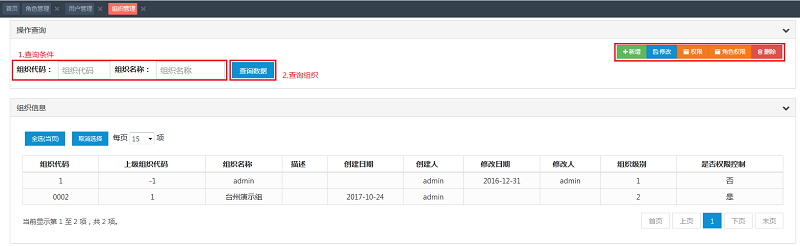 首页 角色管理 × 用户管理 × 组织管理 ×
操作查询
1.查询条件
新增 修改 权限 角色权限 删除
组织代码： 组织代码 组织名称： 组织名称 查询数据 2.查询组织
组织信息
全选(当页) 取消选择 每页 15 项
组织代码 上级组织代码 组织名称 描述 创建日期 创建人 修改日期 修改人 组织级别 是否权限控制
1 -1 admin admin 2016-12-31 admin 1 否
0002 1 台州演示组 2017-10-24 admin 2 是
当前显示第 1 至 2 项，共 2 项。 首页 上页 1 下页 末页